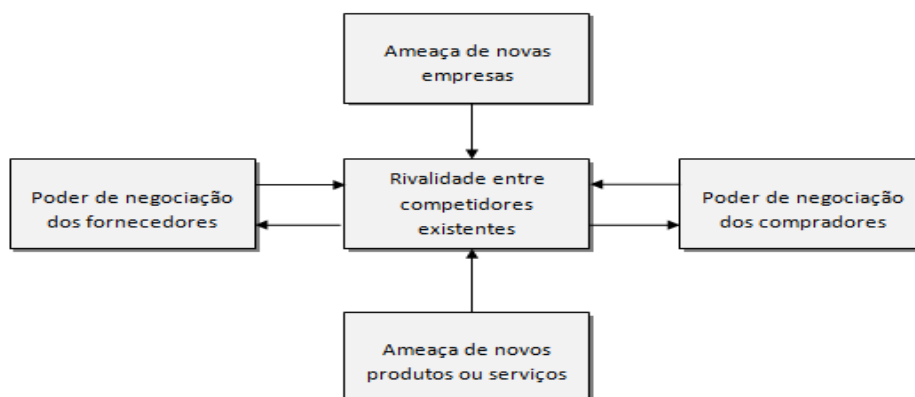 Ameaça de novas
empresas
Poder de negociação
dos fornecedores
Rivalidade entre
competidores
existentes
Poder de negociação
dos compradores
Ameaça de novos
produtos ou serviços